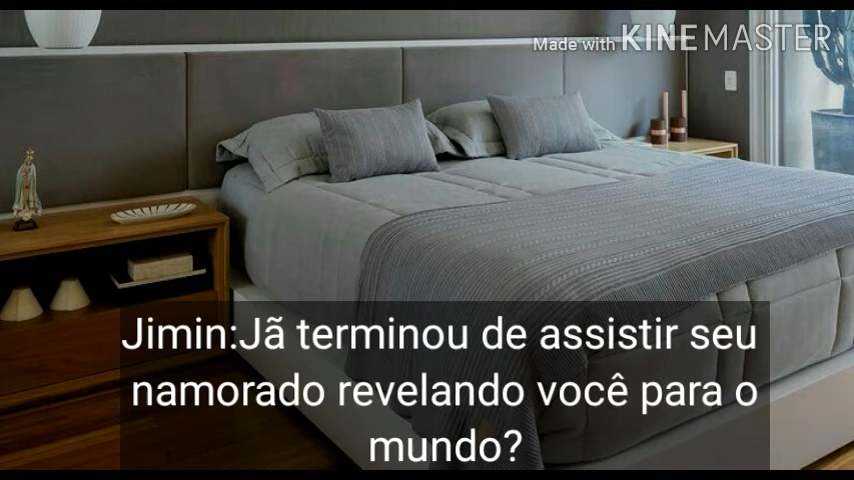 Made with KINEMASTER
Jimin:Jã terminou de assistir seu
namorado revelando você para o
mundo?